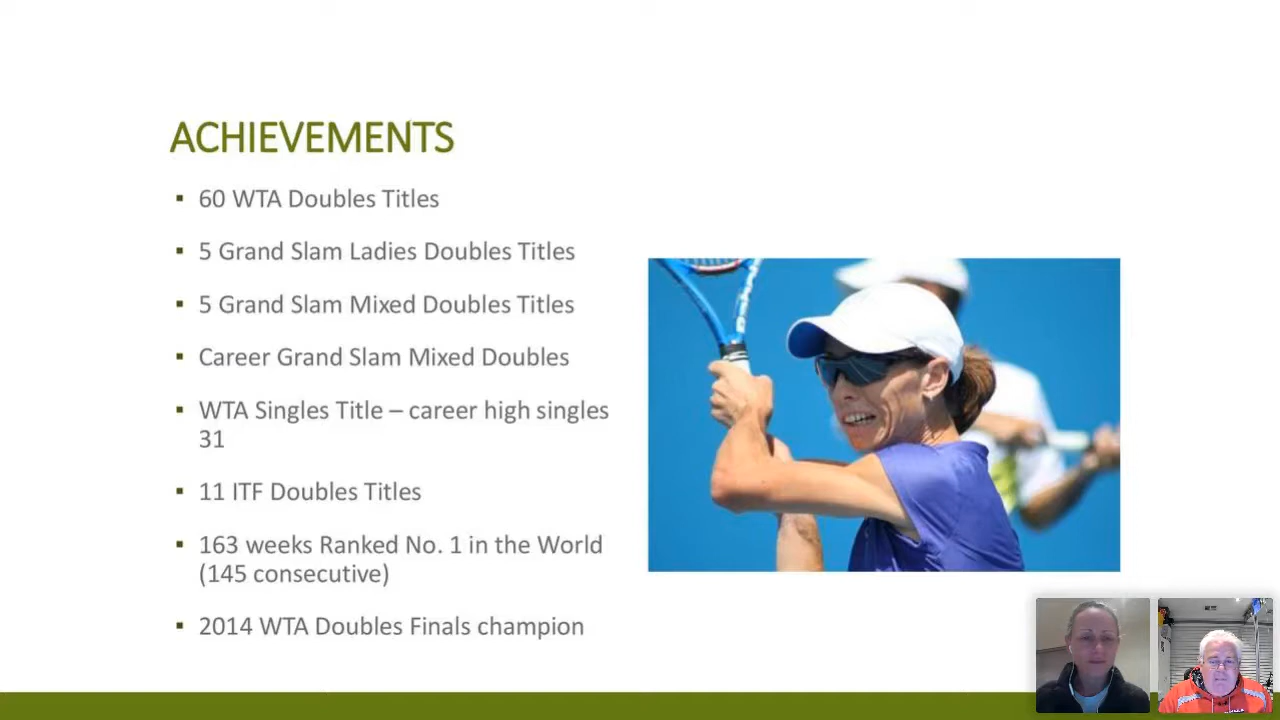 ACHIEVEMENTS
▪ 60 WTA Doubles Titles
▪ 5 Grand Slam Ladies Doubles Titles
▪ 5 Grand Slam Mixed Doubles Titles
▪ Career Grand Slam Mixed Doubles
▪ WTA Singles Title – career high singles
31
▪ 11 ITF Doubles Titles
▪ 163 weeks Ranked No. 1 in the World
(145 consecutive)
▪ 2014 WTA Doubles Finals champion